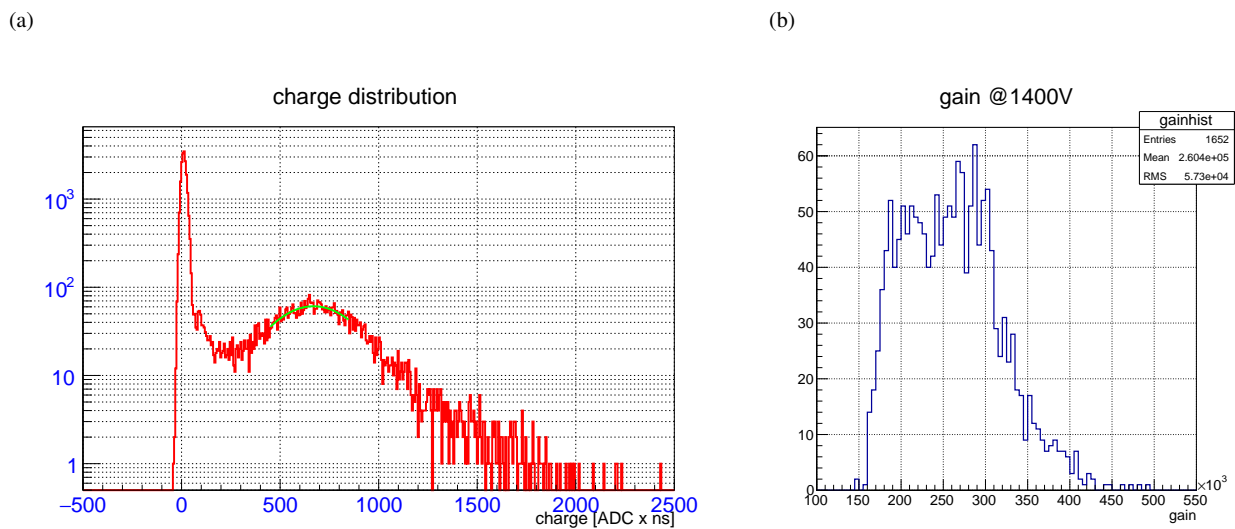 (a)
(b)
charge distribution
10³
10²
10
1
−500 0 500 1000 1500 2000 2500
charge [ADC x ns]
gain @1400V
gainhist
Entries 1652
Mean 2.604e+05
RMS 5.73e+04
60
50
40
30
20
10
0
100 150 200 250 300 350 400 450 500 550
×10³
gain